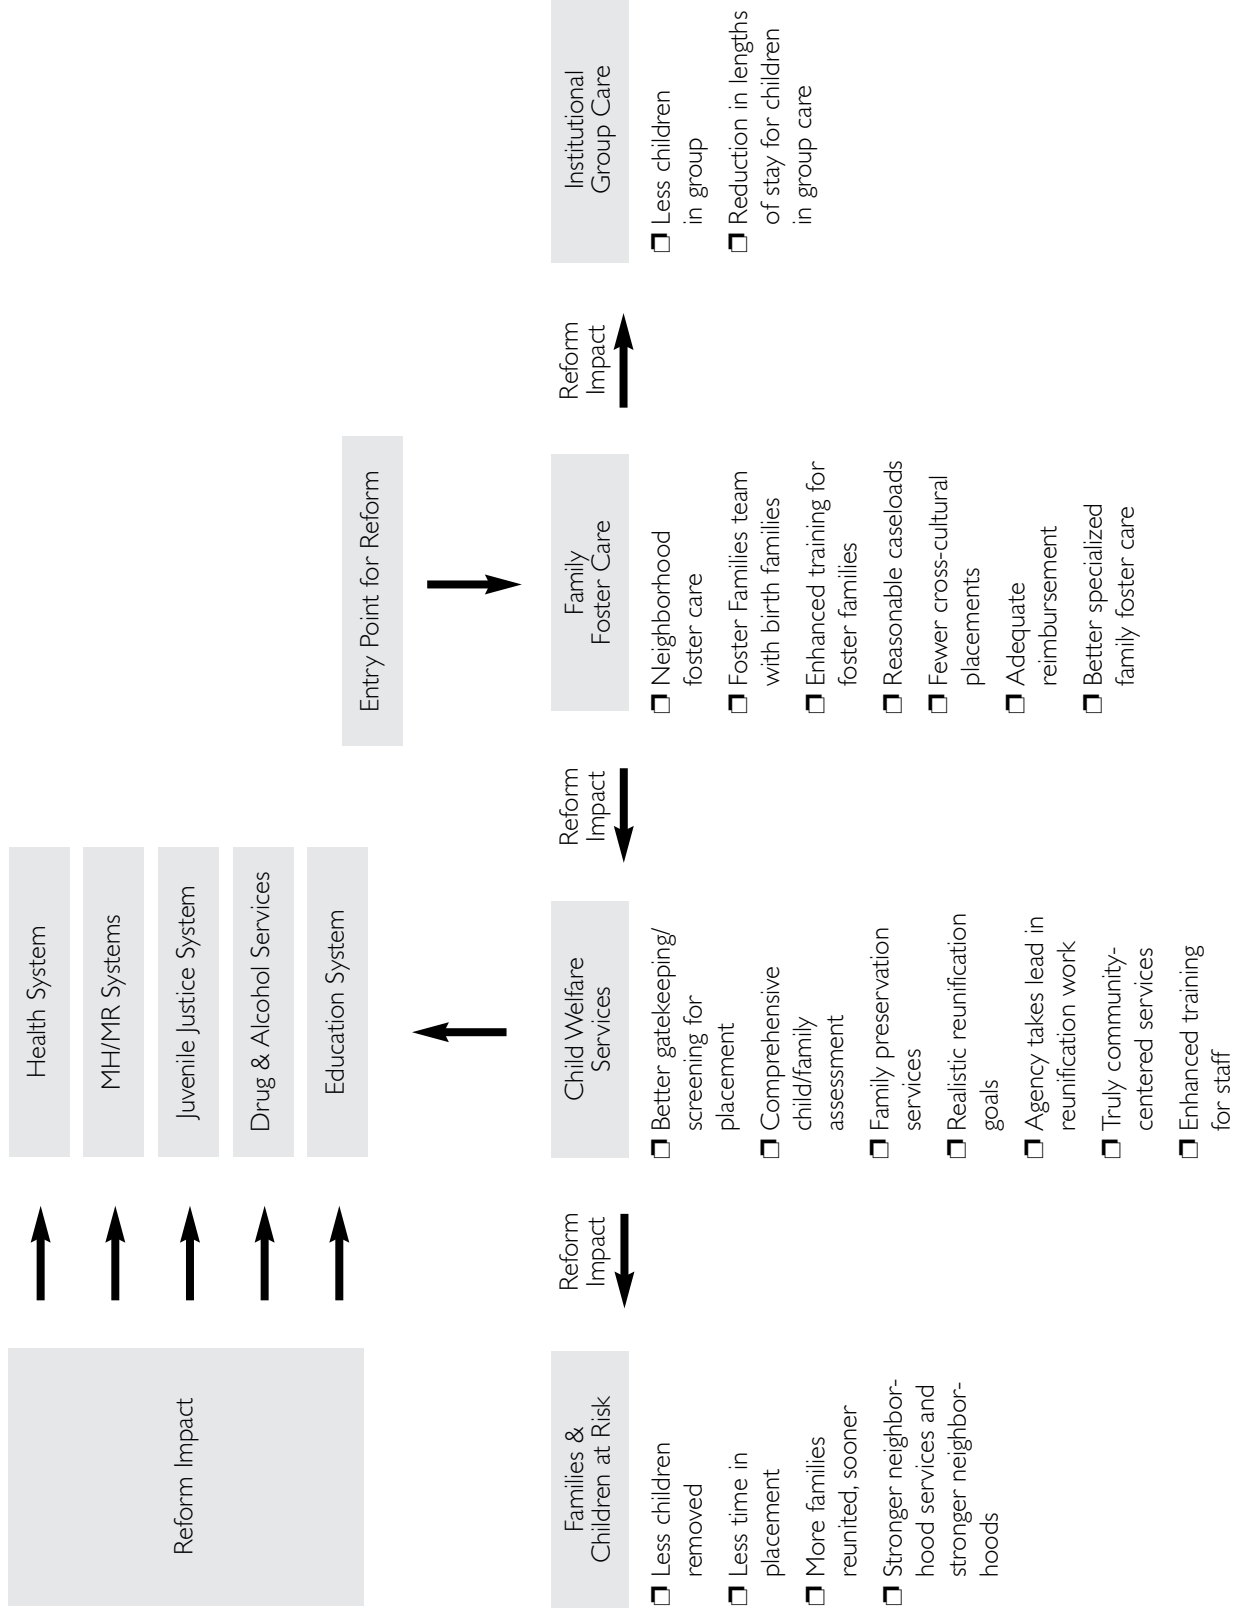 Reform Impact
Health System
MH/MR Systems
Juvenile Justice System
Drug & Alcohol Services
Education System
Entry Point for Reform
Families &
Children at Risk
❒ Less children
removed
❒ Less time in
placement
❒ More families
reunited, sooner
❒ Stronger neighbor-
hood services and
stronger neighbor-
hoods
Reform
Impact
Child Welfare
Services
❒ Better gatekeeping/
screening for
placement
❒ Comprehensive
child/family
assessment
❒ Family preservation
services
❒ Realistic reunification
goals
❒ Agency takes lead in
reunification work
❒ Truly community-
centered services
❒ Enhanced training
for staff
Reform
Impact
Family
Foster Care
❒ Neighborhood
foster care
❒ Foster Families team
with birth families
❒ Enhanced training for
foster families
❒ Reasonable caseloads
❒ Fewer cross-cultural
placements
❒ Adequate
reimbursement
❒ Better specialized
family foster care
Reform
Impact
Institutional
Group Care
❒ Less children
in group
❒ Reduction in lengths
of stay for children
in group care